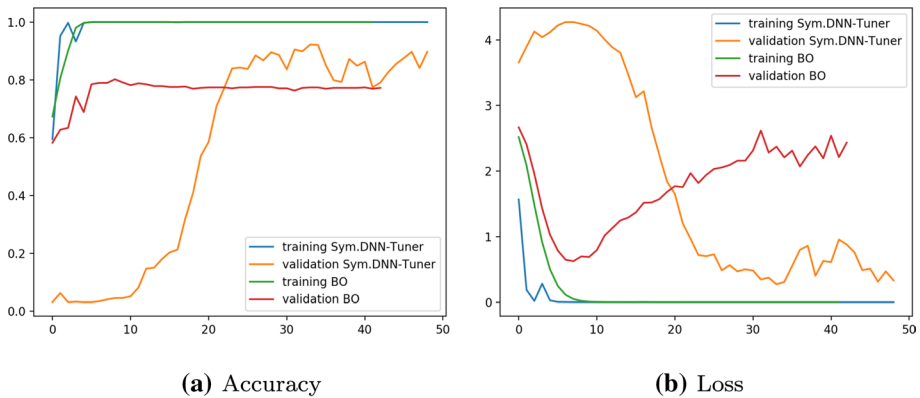 1.0
0.8
0.6
0.4
0.2
0.0
training Sym.DNN-Tuner
validation Sym.DNN-Tuner
training BO
validation BO
0 10 20 30 40 50
(a) Accuracy
4
3
2
1
0
training Sym.DNN-Tuner
validation Sym.DNN-Tuner
training BO
validation BO
0 10 20 30 40 50
(b) Loss